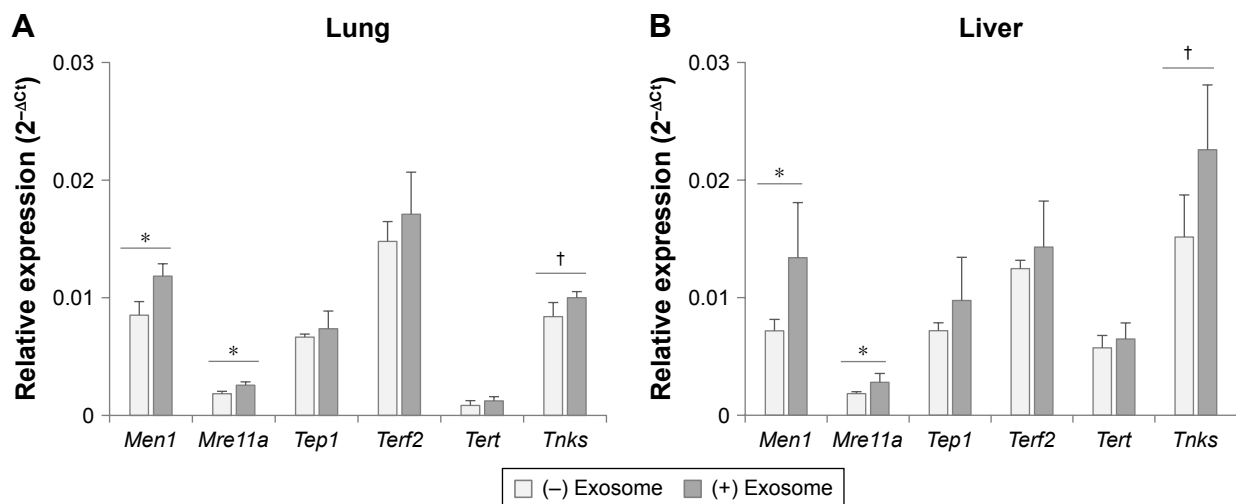 A
Lung
Relative expression (2⁻ΔCt)
0.03
0.02
0.01
0
*
*
†
Men1 Mre11a Tep1 Terf2 Tert Tnks
B
Liver
Relative expression (2⁻ΔCt)
0.03
0.02
0.01
0
*
*
†
Men1 Mre11a Tep1 Terf2 Tert Tnks
(–) Exosome (+) Exosome